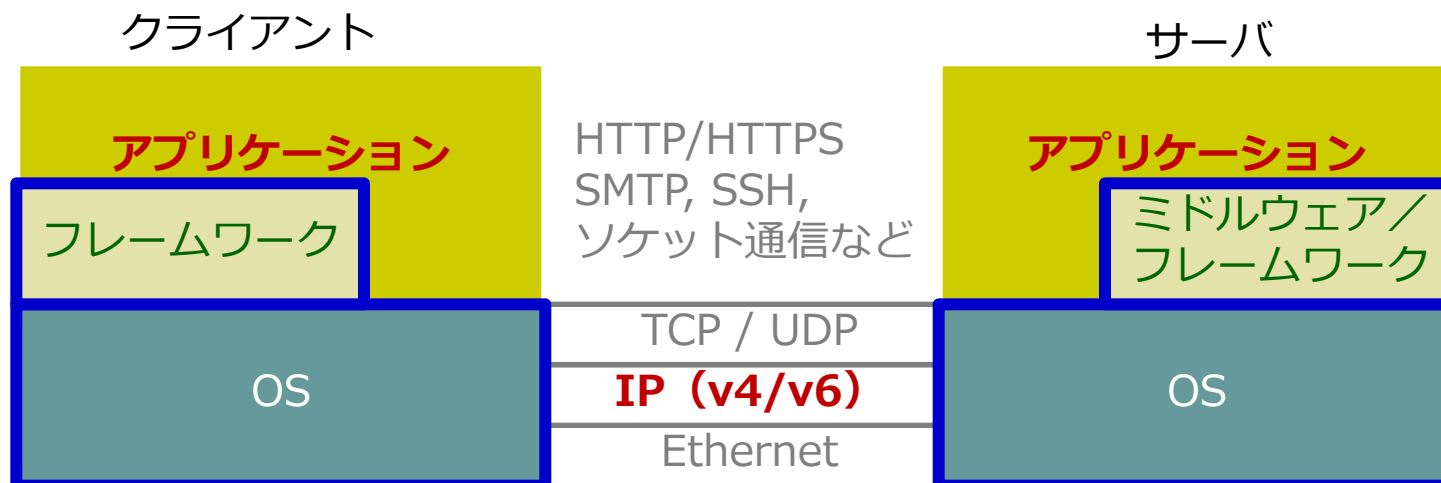 クライアント
サーバ
アプリケーション
HTTP/HTTPS
SMTP, SSH,
ソケット通信など
アプリケーション
フレームワーク
ミドルウェア／
フレームワーク
TCP / UDP
OS
IP（v4/v6）
OS
Ethernet